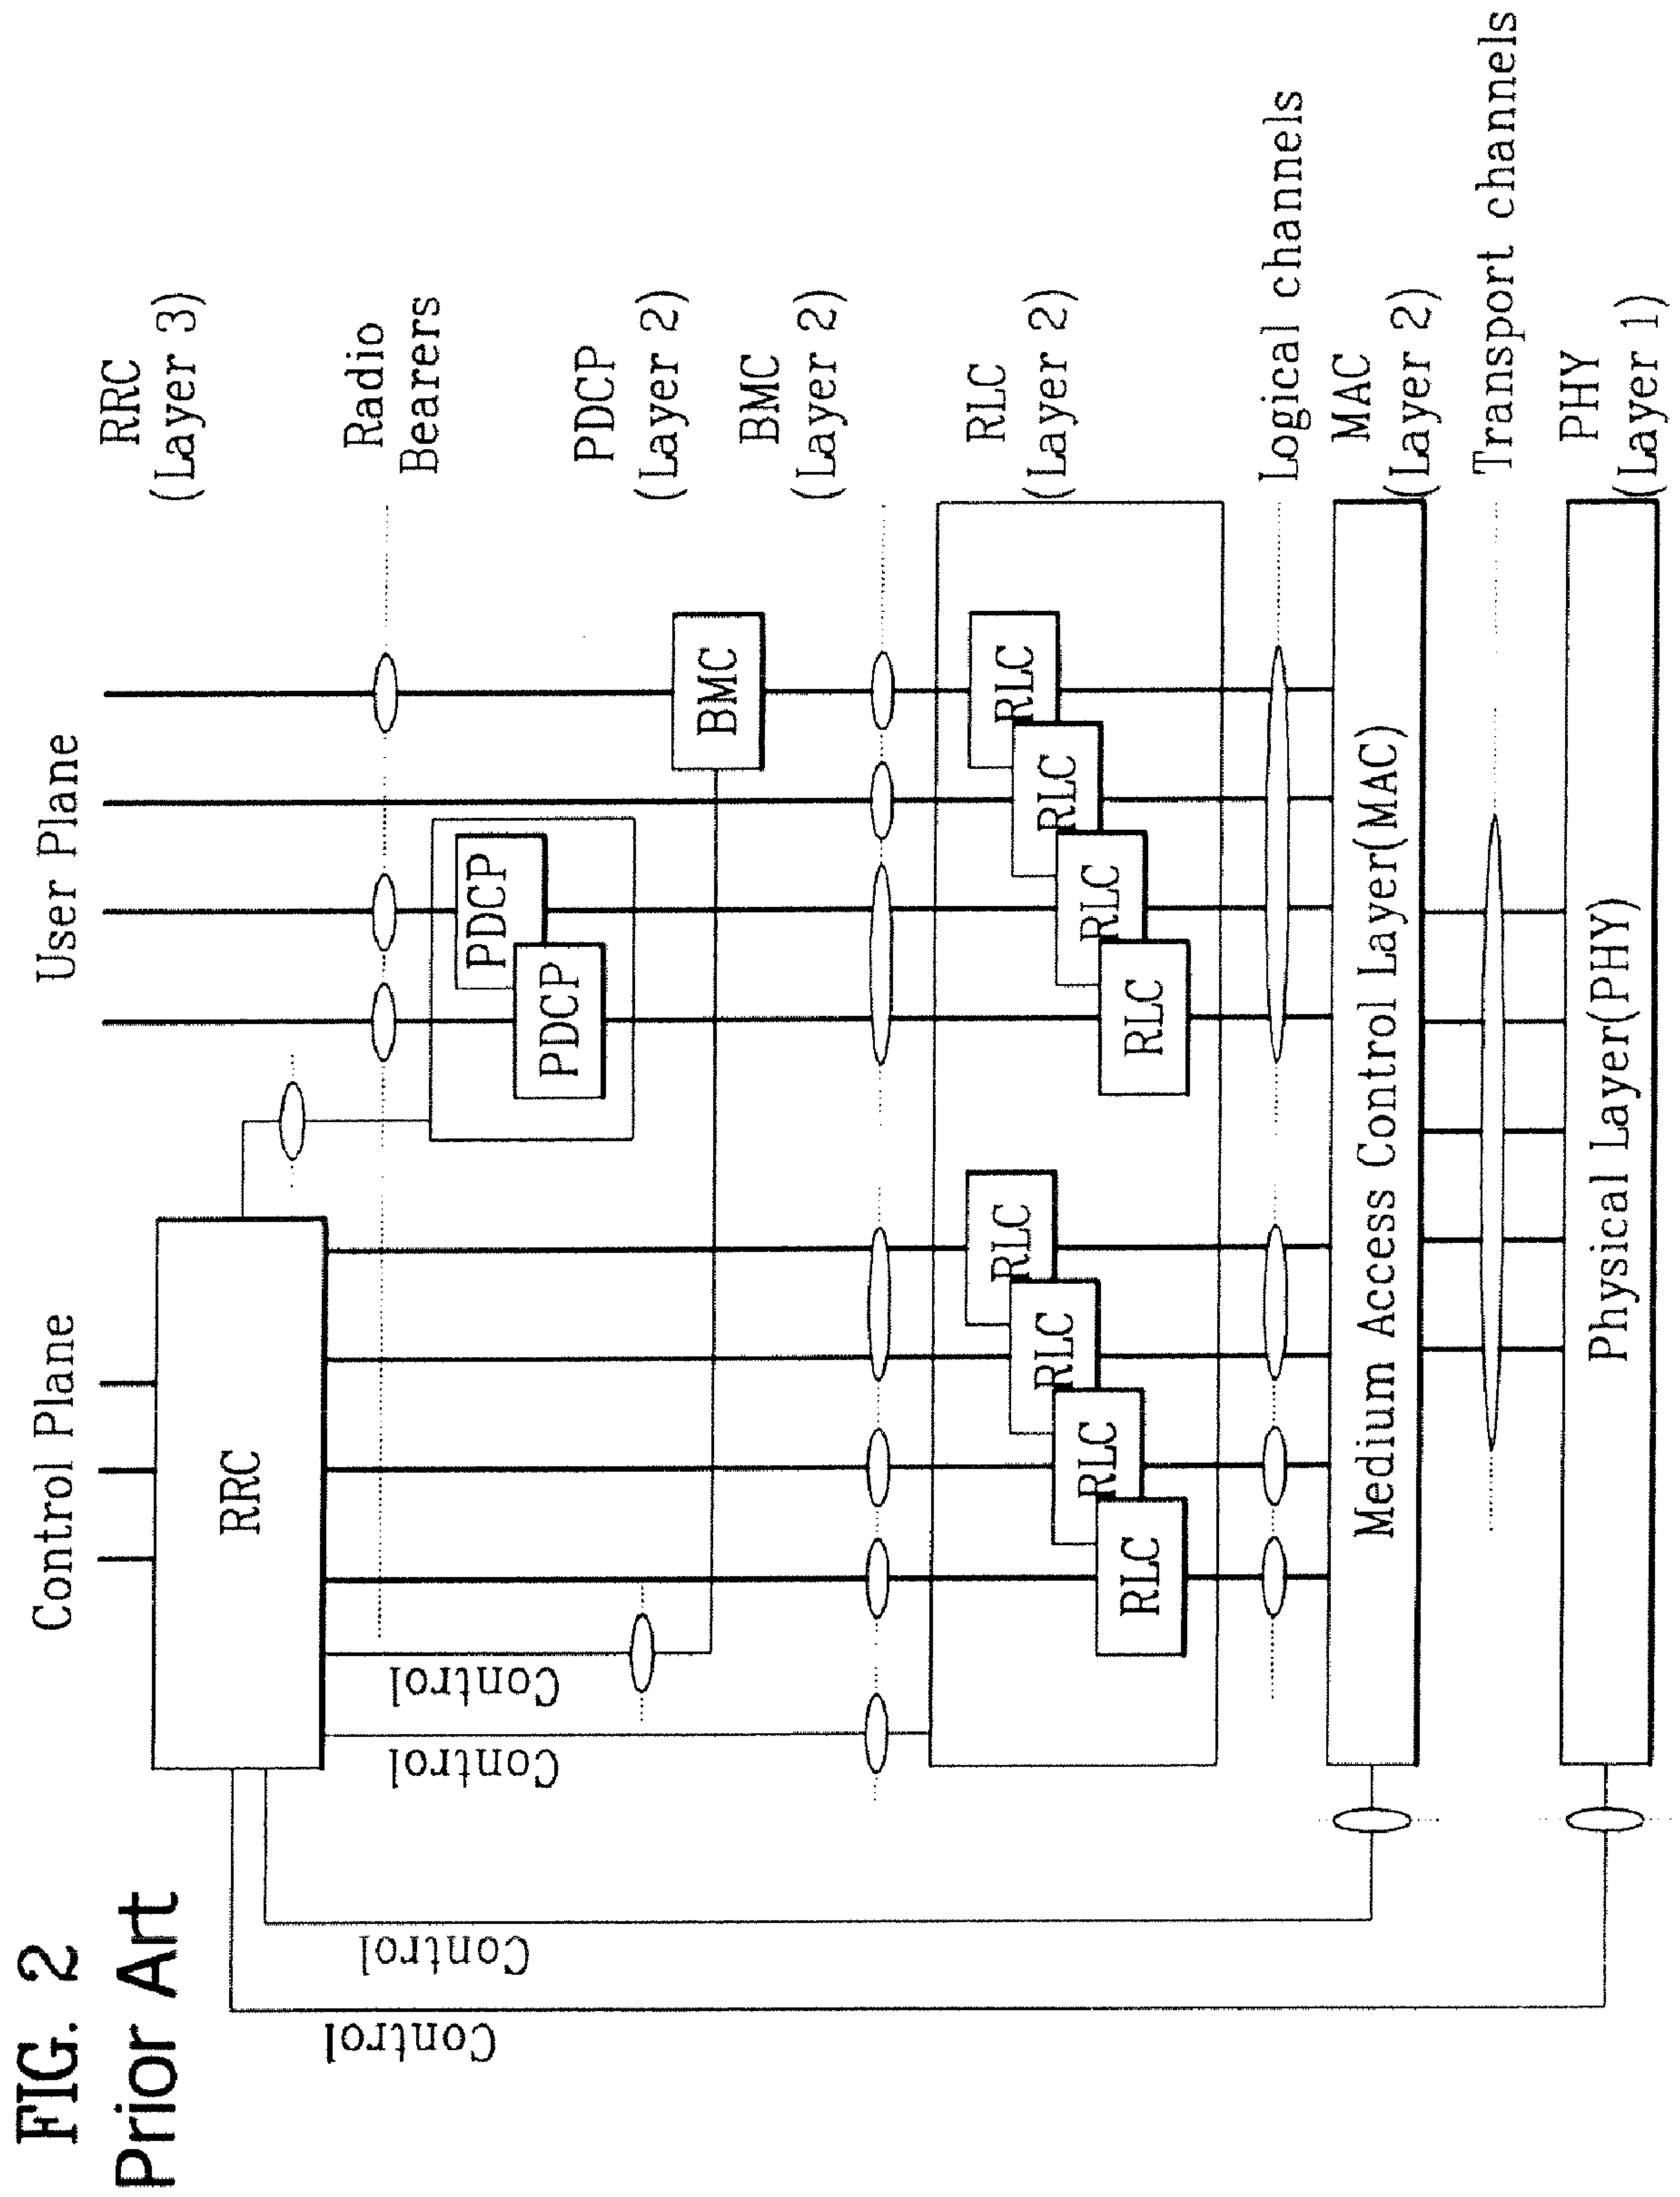 FIG. 2
Prior Art
Control Plane
User Plane
RRC
(Layer 3)
Radio
Bearers
PDCP
(Layer 2)
BMC
(Layer 2)
RLC
(Layer 2)
Logical channels
MAC
(Layer 2)
Transport channels
PHY
(Layer 1)
RRC
Control
Control
Control
Control
PDCP
PDCP
BMC
RLC
RLC
RLC
RLC
RLC
RLC
RLC
RLC
Medium Access Control Layer(MAC)
Physical Layer(PHY)